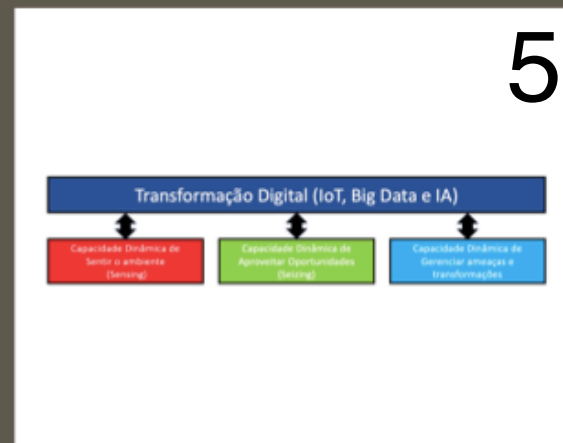 5
Transformação Digital (IoT, Big Data e IA)
Capacidade Dinâmica de
Sentir o ambiente
(Sensing)
Capacidade Dinâmica de
Aproveitar Oportunidades
(Seizing)
Capacidade Dinâmica de
Gerenciar ameaças e
transformações